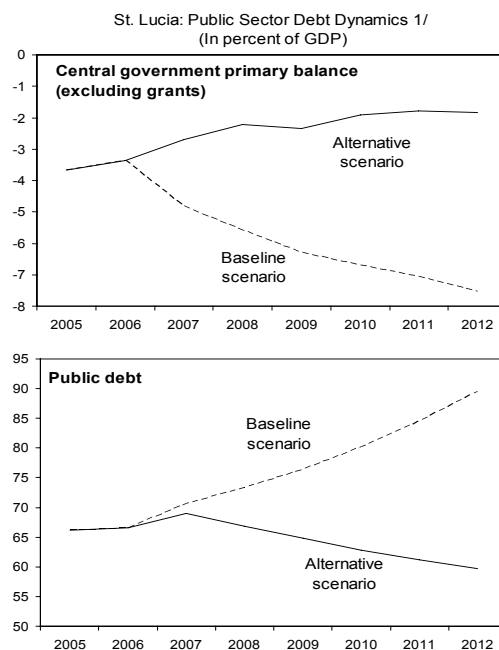 St. Lucia: Public Sector Debt Dynamics 1/
(In percent of GDP)
0
Central government primary balance
(excluding grants)
-1
-2
Alternative
scenario
-3
-4
-5
Baseline
scenario
-6
-7
-8
2005 2006 2007 2008 2009 2010 2011 2012
95
Public debt
90
Baseline
scenario
85
80
75
70
65
Alternative
scenario
60
55
50
2005 2006 2007 2008 2009 2010 2011 2012